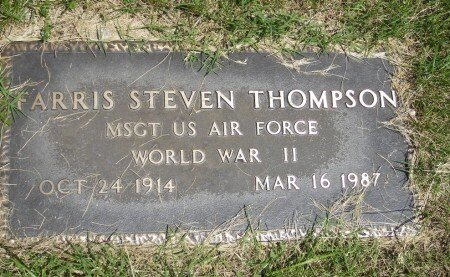 FARRIS STEVEN THOMPSON
MSGT US AIR FORCE
WORLD WAR II
OCT 24 1914 MAR 16 1987